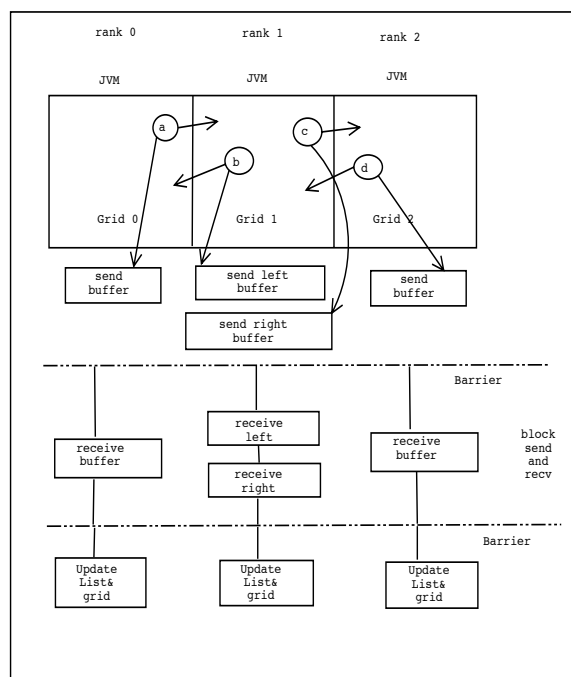 rank 0
rank 1
rank 2
JVM
JVM
JVM
a
c
b
d
Grid 0
Grid 1
Grid 2
send
buffer
send left
buffer
send
buffer
send right
buffer
Barrier
receive
buffer
receive
left
receive
right
receive
buffer
block
send
and
recv
Barrier
Update
List&
grid
Update
List&
grid
Update
List&
grid